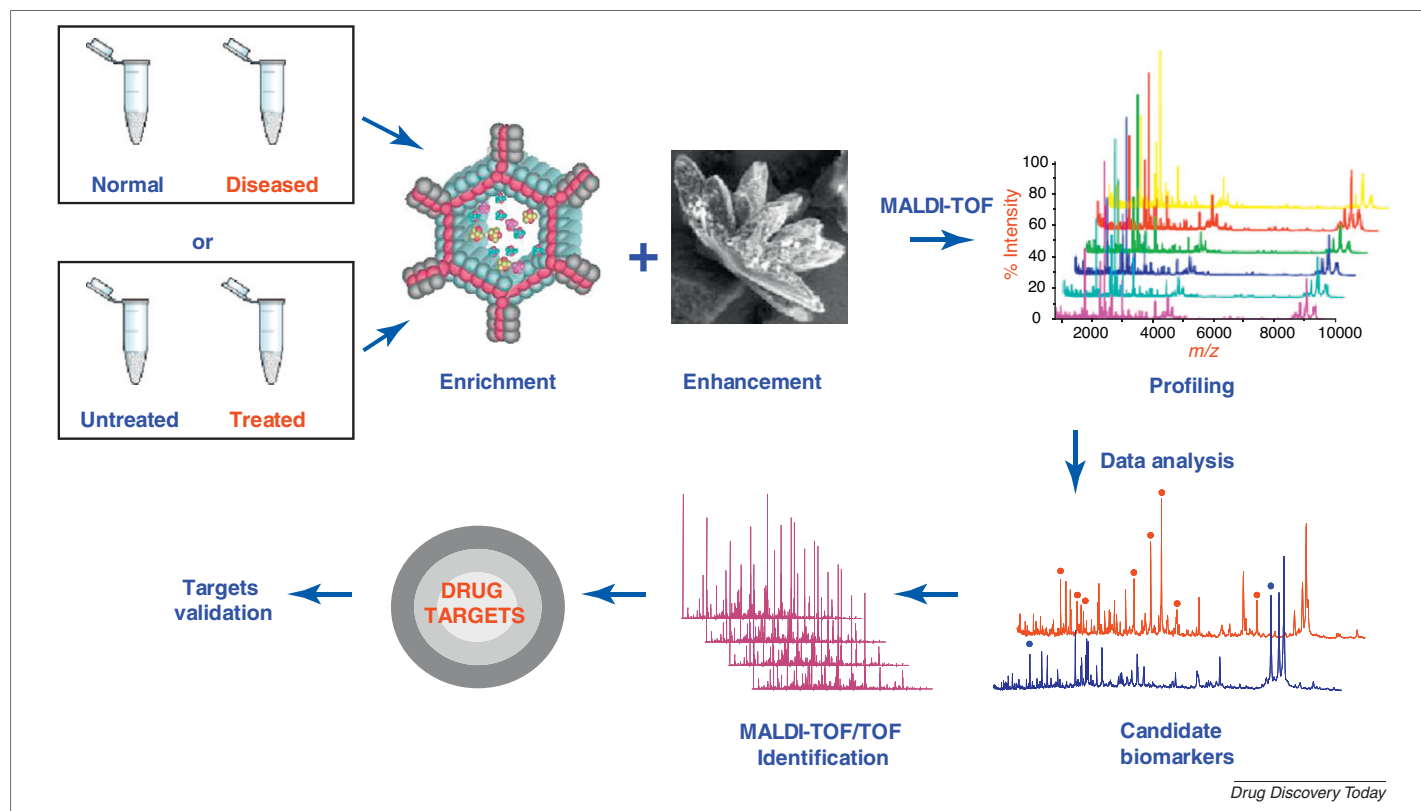 Normal
Diseased
or
Untreated
Treated
Enrichment
+
Enhancement
MALDI-TOF
% Intensity
100
80
60
40
20
0
2000
4000
6000
8000
10000
m/z
Profiling
Data analysis
Candidate
biomarkers
MALDI-TOF/TOF
Identification
DRUG
TARGETS
Targets
validation
Drug Discovery Today